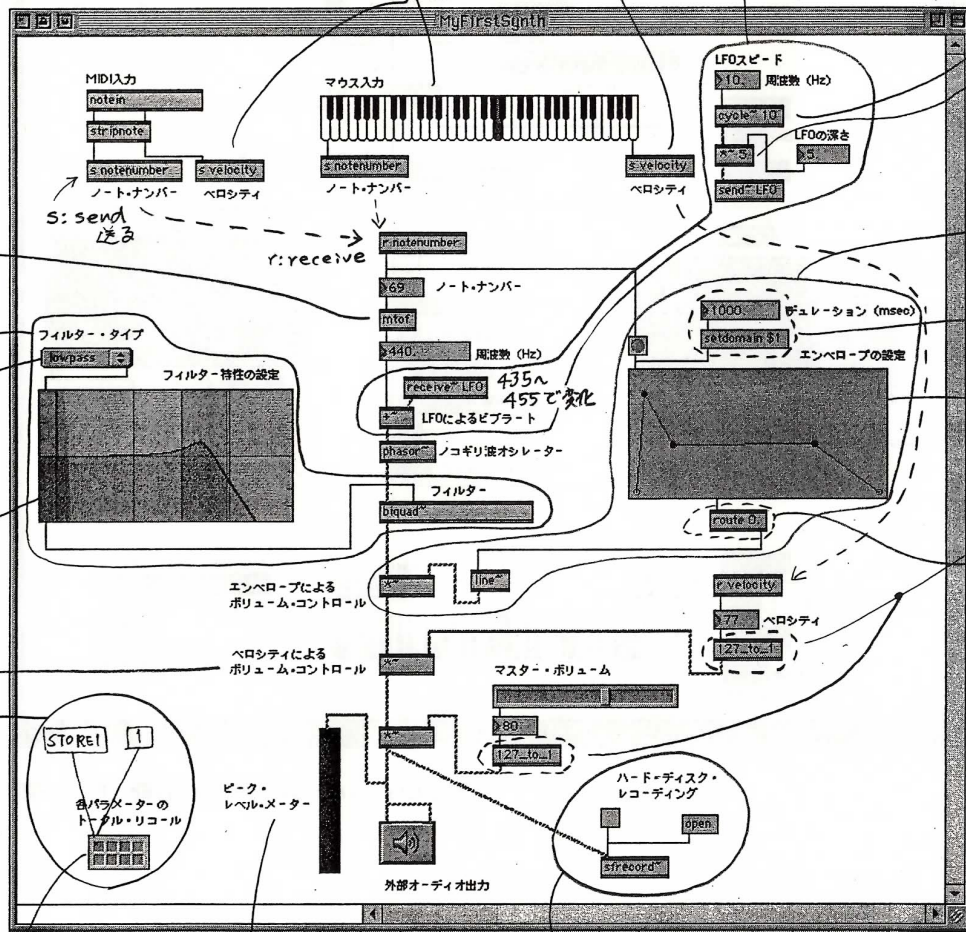 MyFirstSynth
MIDI入力
notein
stripnote
s notenumber
s velocity
ノート・ナンバー
ベロシティ
S: send
送る
マウス入力
s notenumber
s velocity
ノート・ナンバー
ベロシティ
LFOスピード
10.
周波数 (Hz)
cycle~ 10
LFOの深さ
*~ 5
5.
send~ LFO
r:receive
r notenumber
69
ノート・ナンバー
mtof
440.
周波数 (Hz)
receive~ LFO
435〜
455で変化
+~
LFOによるビブラート
phasor~
ノコギリ波オシレーター
フィルター・タイプ
lowpass
フィルター特性の設定
フィルター
biquad~
1000.
デュレーション (msec)
setdomain $1
エンベロープの設定
route 0.
エンベロープによる
ボリューム・コントロール
*~
line~
r velocity
77
ベロシティ
127_to_1
ベロシティによる
ボリューム・コントロール
*~
マスター・ボリューム
80
127_to_1
*~
STORE1
1
各パラメーターの
トータル・リコール
ピーク・
レベル・メーター
外部オーディオ出力
ハード・ディスク・
レコーディング
open
sfrecord~